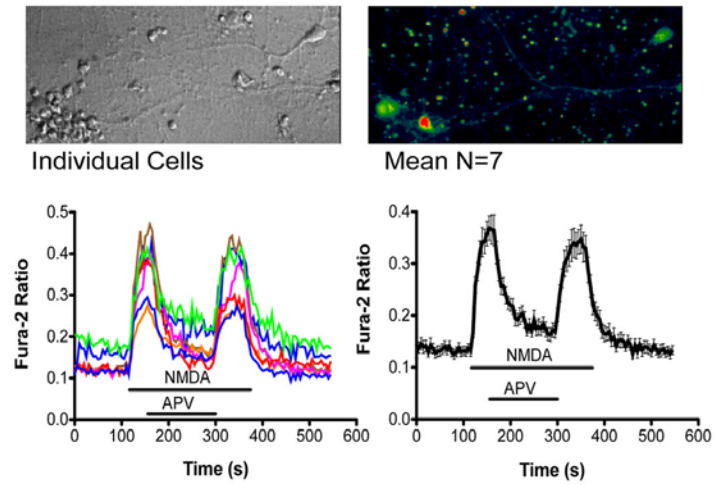 Individual Cells
Mean N=7
Fura-2 Ratio
0.5
0.4
0.3
0.2
0.1
0.0
NMDA
APV
0 100 200 300 400 500 600
Time (s)
Fura-2 Ratio
0.4
0.3
0.2
0.1
0.0
NMDA
APV
0 100 200 300 400 500 600
Time (s)